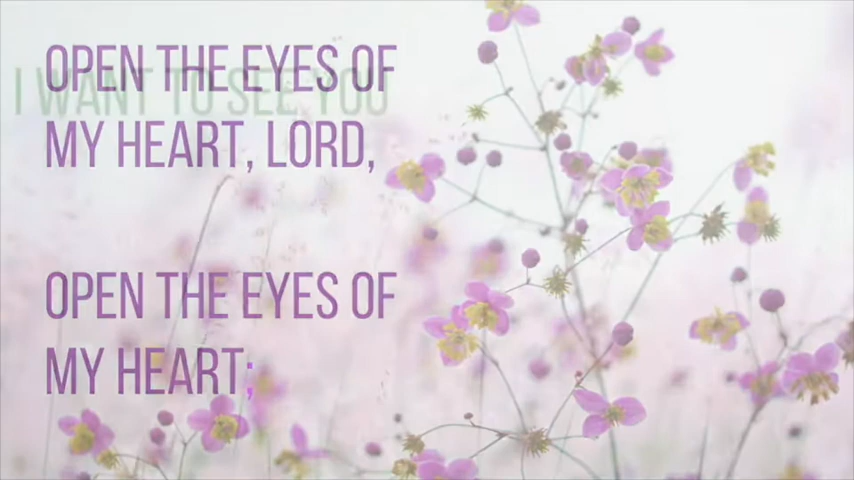 OPEN THE EYES OF
I WANT TO SEE YOU
MY HEART, LORD,
OPEN THE EYES OF
MY HEART;